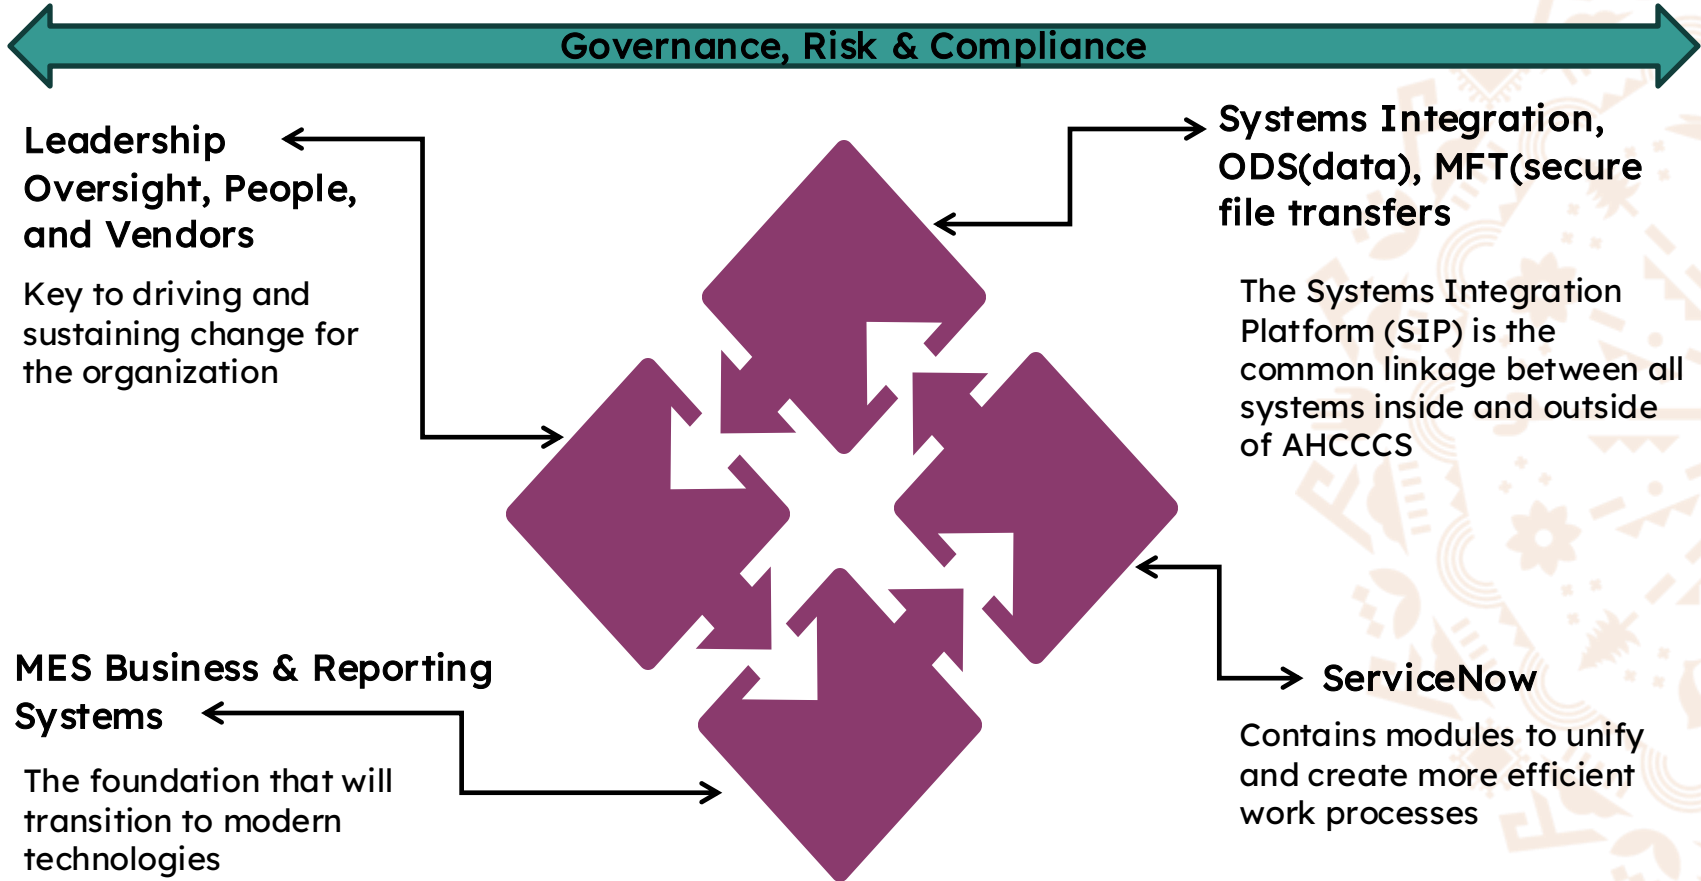 Governance, Risk & Compliance
Leadership
Oversight, People,
and Vendors
Key to driving and
sustaining change for
the organization
Systems Integration,
ODS(data), MFT(secure
file transfers
The Systems Integration
Platform (SIP) is the
common linkage between all
systems inside and outside
of AHCCCS
MES Business & Reporting
Systems
The foundation that will
transition to modern
technologies
ServiceNow
Contains modules to unify
and create more efficient
work processes